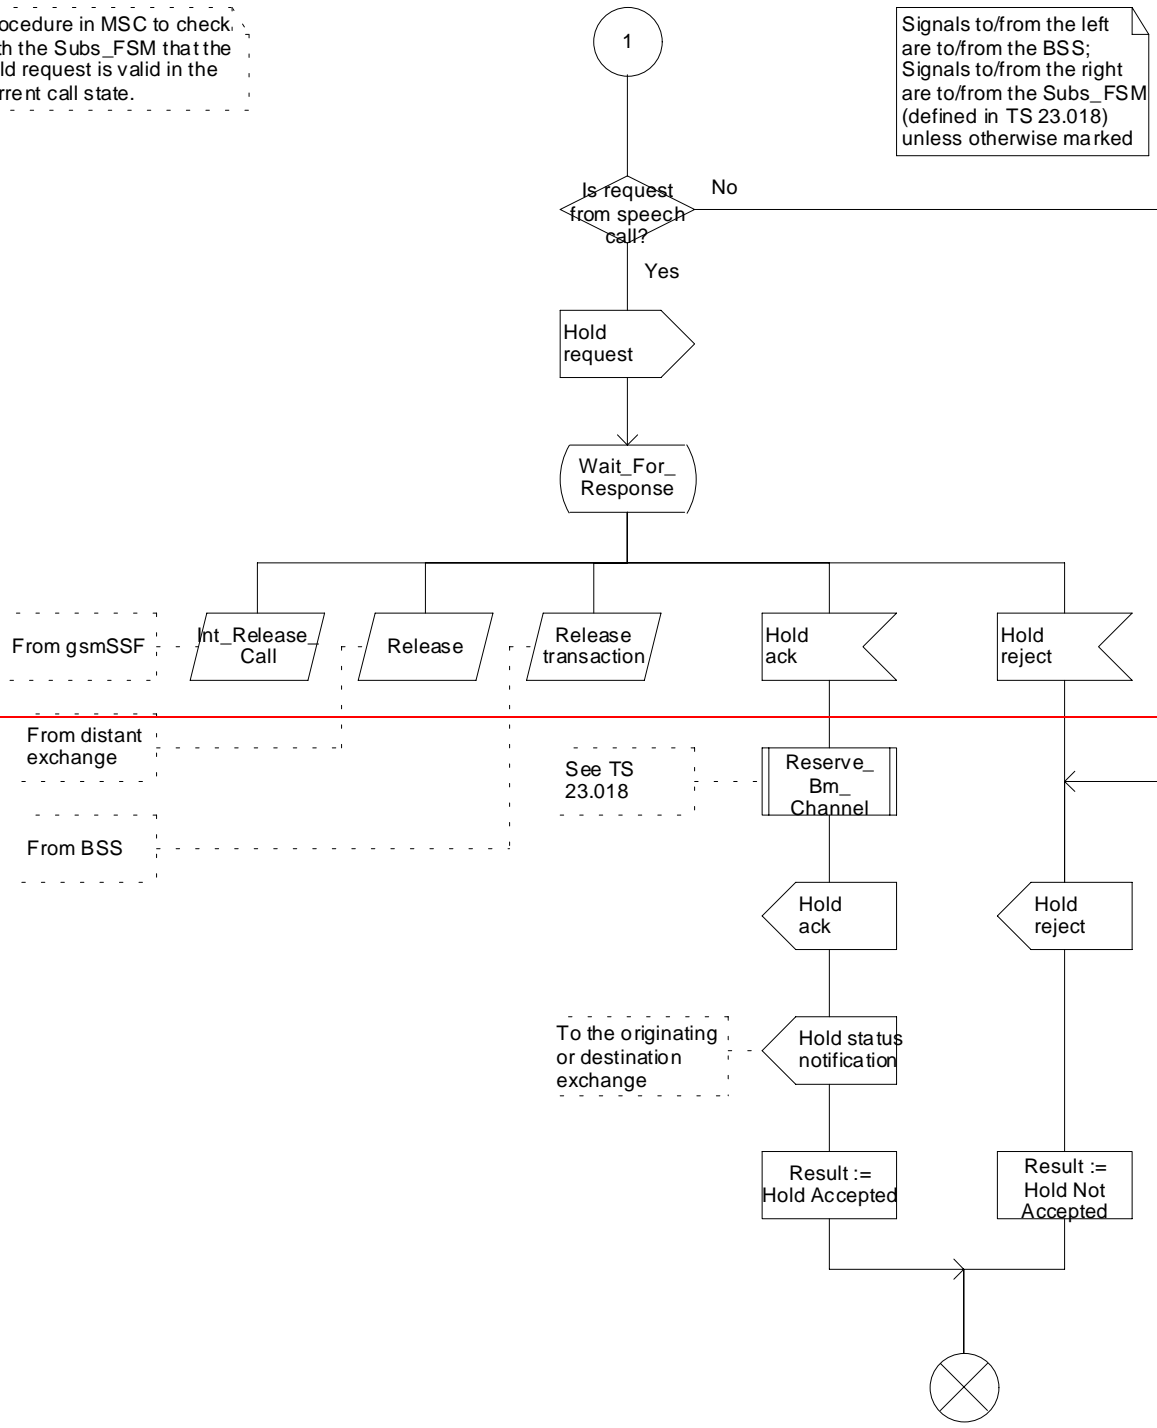 ocedure in MSC to check
th the Subs_FSM that the
ld request is valid in the
rrent call state.
1
Signals to/from the left
are to/from the BSS;
Signals to/from the right
are to/from the Subs_FSM
(defined in TS 23.018)
unless otherwise marked
Is request
from speech
call?
No
Yes
Hold
request
Wait_For_
Response
From gsmSSF
Int_Release_
Call
Release
Release
transaction
Hold
ack
Hold
reject
From distant
exchange
See TS
23.018
Reserve_
Bm_
Channel
From BSS
Hold
ack
Hold
reject
To the originating
or destination
exchange
Hold status
notification
Result :=
Hold Accepted
Result :=
Hold Not
Accepted